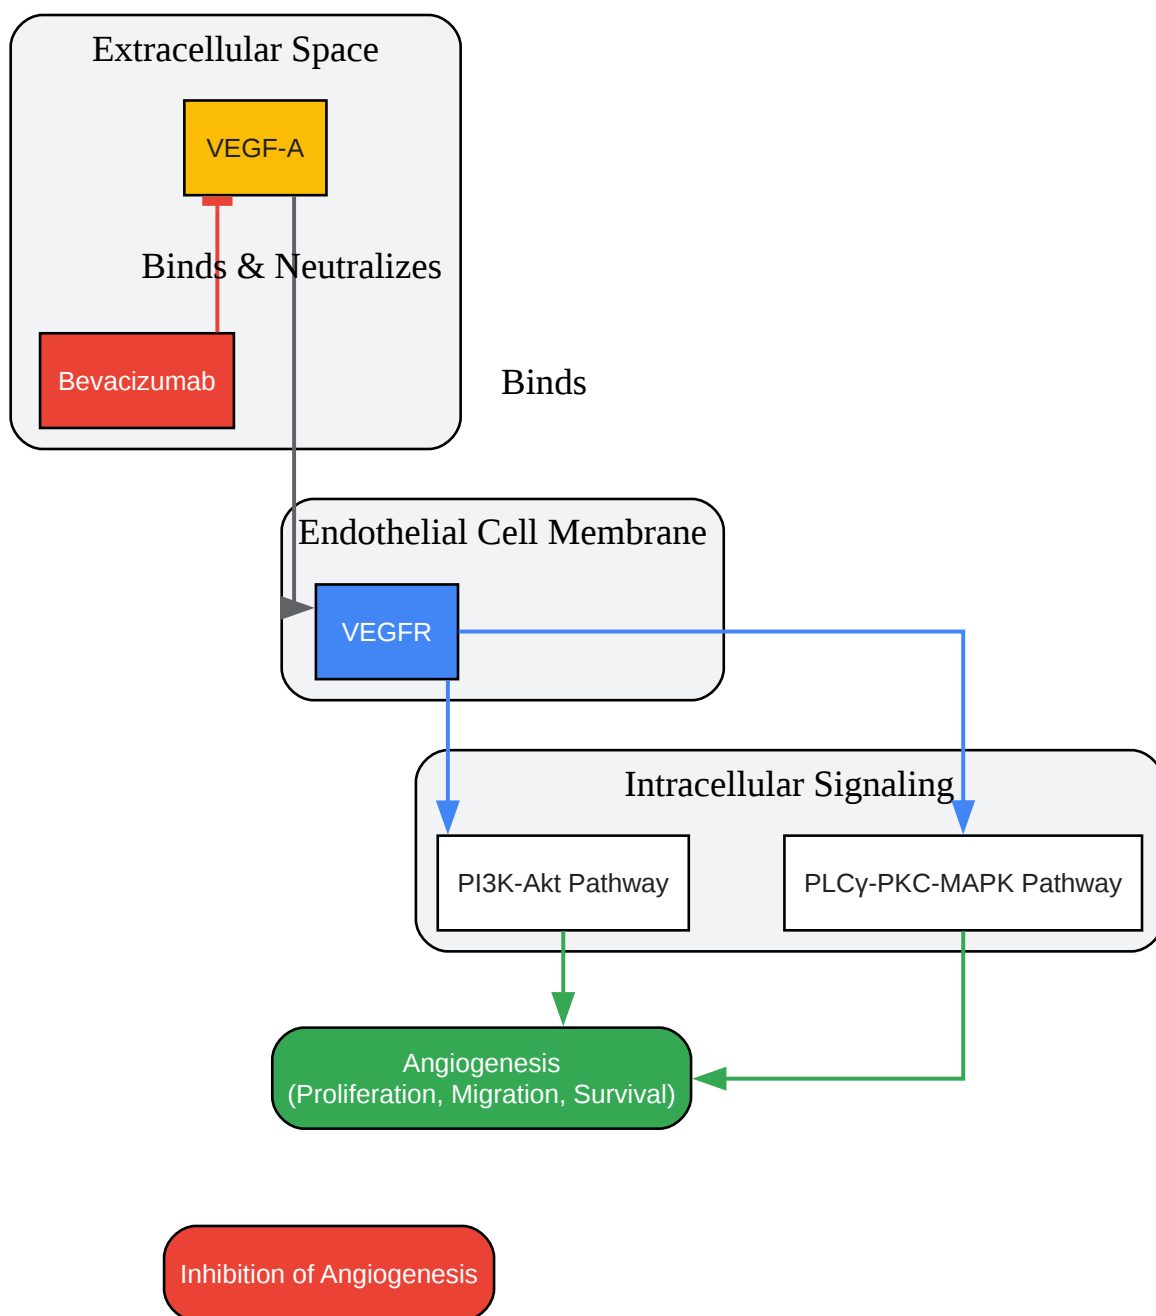 Extracellular Space
VEGF-A
Binds & Neutralizes
Bevacizumab
Binds
Endothelial Cell Membrane
VEGFR
Intracellular Signaling
PI3K-Akt Pathway
PLCγ-PKC-MAPK Pathway
Angiogenesis
(Proliferation, Migration, Survival)
Inhibition of Angiogenesis